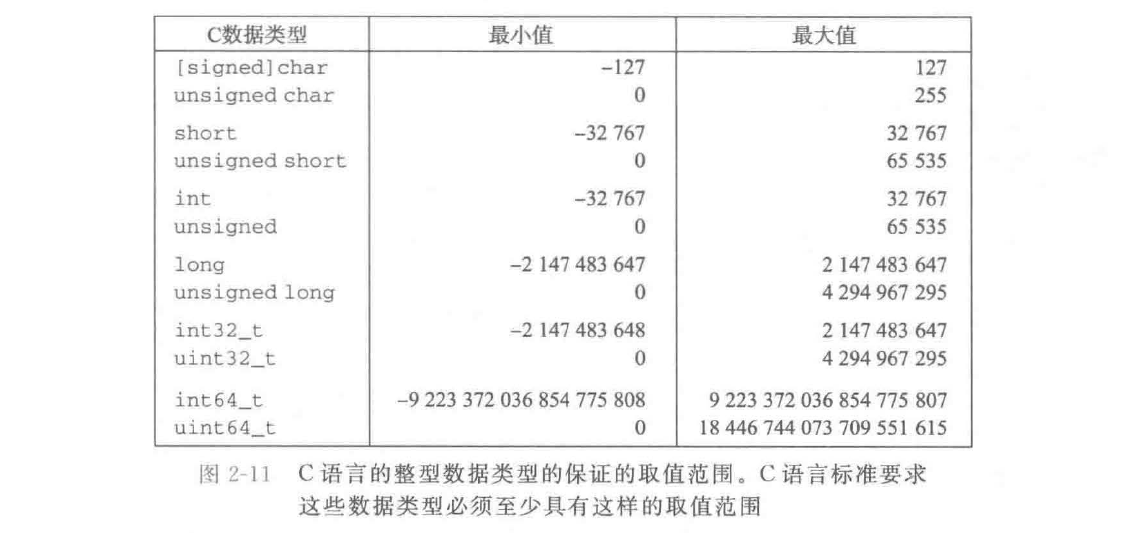 C数据类型 最小值 最大值
[signed]char −127 127
unsigned char 0 255
short −32 767 32 767
unsigned short 0 65 535
int −32 767 32 767
unsigned 0 65 535
long −2 147 483 647 2 147 483 647
unsigned long 0 4 294 967 295
int32_t −2 147 483 648 2 147 483 647
uint32_t 0 4 294 967 295
int64_t −9 223 372 036 854 775 808 9 223 372 036 854 775 807
uint64_t 0 18 446 744 073 709 551 615
图 2-11 C 语言的整型数据类型的保证的取值范围。C 语言标准要求
这些数据类型必须至少具有这样的取值范围